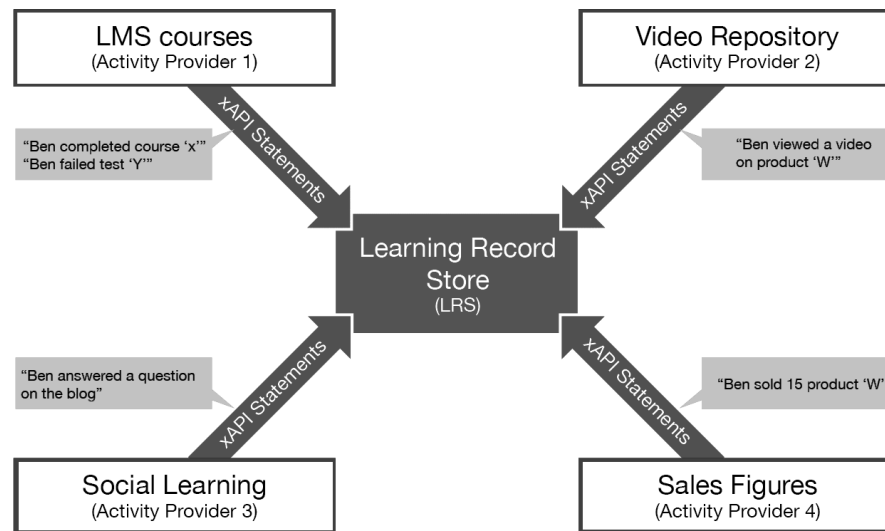 LMS courses
(Activity Provider 1)
Video Repository
(Activity Provider 2)
xAPI Statements
xAPI Statements
“Ben completed course ‘x’”
“Ben failed test ‘Y’”
“Ben viewed a video
on product ‘W’”
Learning Record
Store
(LRS)
“Ben answered a question
on the blog”
xAPI Statements
xAPI Statements
“Ben sold 15 product ‘W’
Social Learning
(Activity Provider 3)
Sales Figures
(Activity Provider 4)